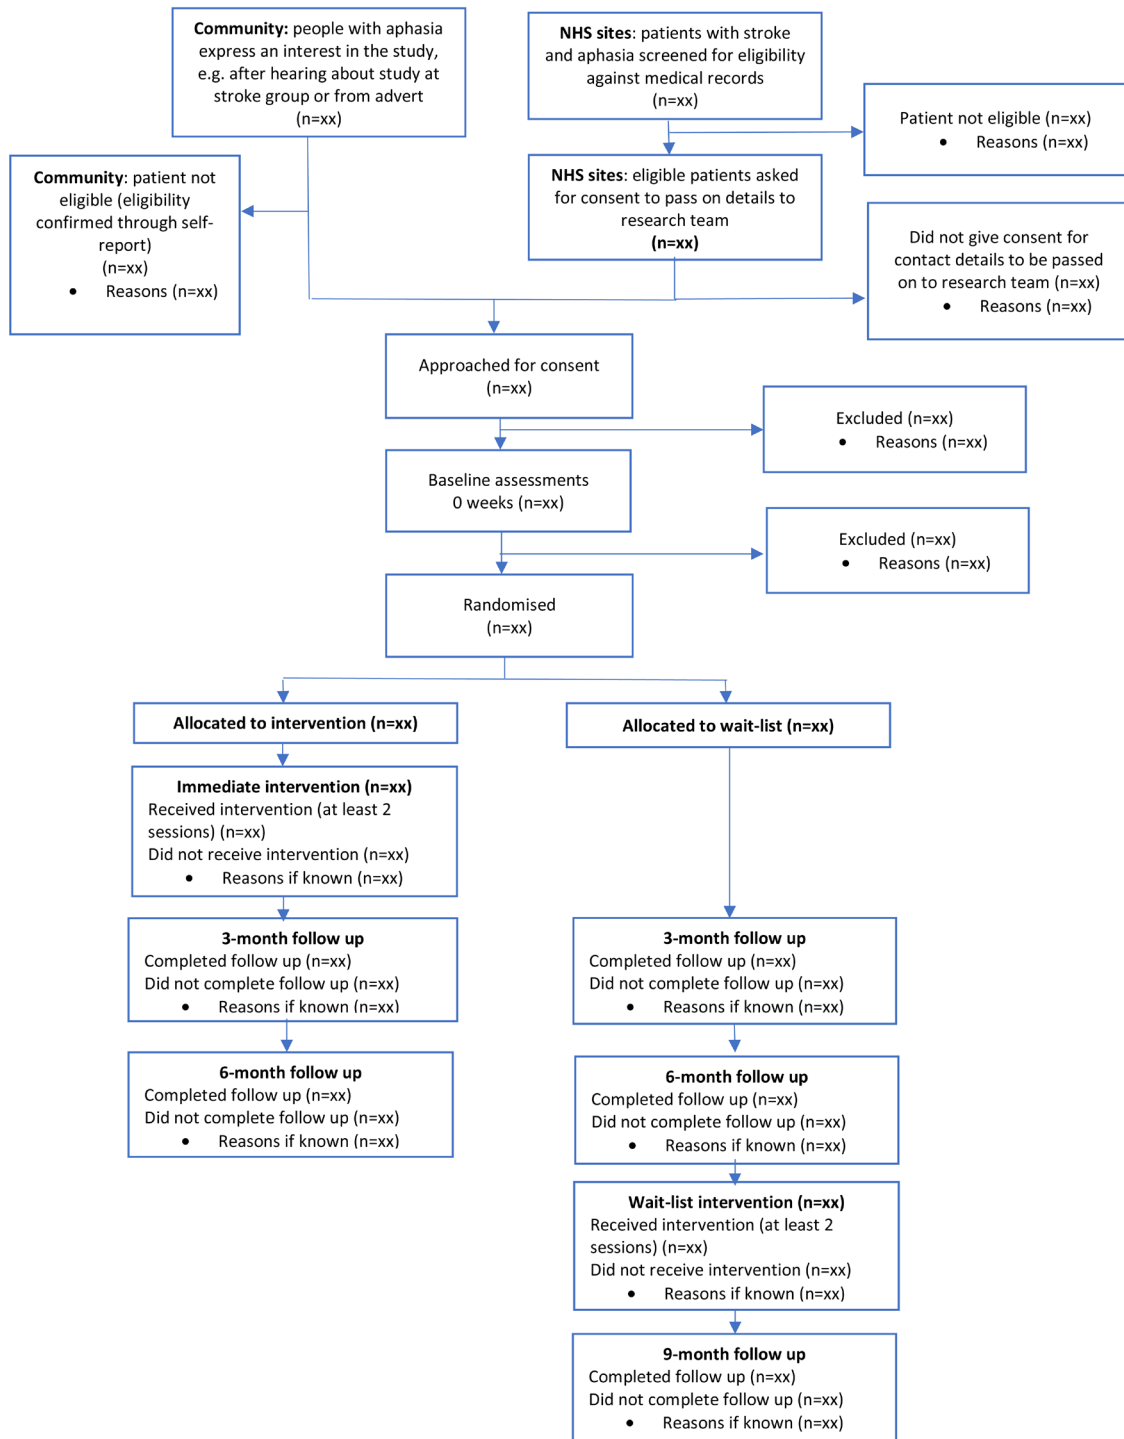 Community: people with aphasia
express an interest in the study,
e.g. after hearing about study at
stroke group or from advert
(n=xx)
NHS sites: patients with stroke
and aphasia screened for eligibility
against medical records
(n=xx)
Patient not eligible (n=xx)
• Reasons (n=xx)
Community: patient not
eligible (eligibility
confirmed through self-
report)
(n=xx)
• Reasons (n=xx)
NHS sites: eligible patients asked
for consent to pass on details to
research team
(n=xx)
Did not give consent for
contact details to be passed
on to research team (n=xx)
• Reasons (n=xx)
Approached for consent
(n=xx)
Excluded (n=xx)
• Reasons (n=xx)
Baseline assessments
0 weeks (n=xx)
Excluded (n=xx)
• Reasons (n=xx)
Randomised
(n=xx)
Allocated to intervention (n=xx)
Allocated to wait-list (n=xx)
Immediate intervention (n=xx)
Received intervention (at least 2
sessions) (n=xx)
Did not receive intervention (n=xx)
• Reasons if known (n=xx)
3-month follow up
Completed follow up (n=xx)
Did not complete follow up (n=xx)
• Reasons if known (n=xx)
3-month follow up
Completed follow up (n=xx)
Did not complete follow up (n=xx)
• Reasons if known (n=xx)
6-month follow up
Completed follow up (n=xx)
Did not complete follow up (n=xx)
• Reasons if known (n=xx)
6-month follow up
Completed follow up (n=xx)
Did not complete follow up (n=xx)
• Reasons if known (n=xx)
Wait-list intervention (n=xx)
Received intervention (at least 2
sessions) (n=xx)
Did not receive intervention (n=xx)
• Reasons if known (n=xx)
9-month follow up
Completed follow up (n=xx)
Did not complete follow up (n=xx)
• Reasons if known (n=xx)